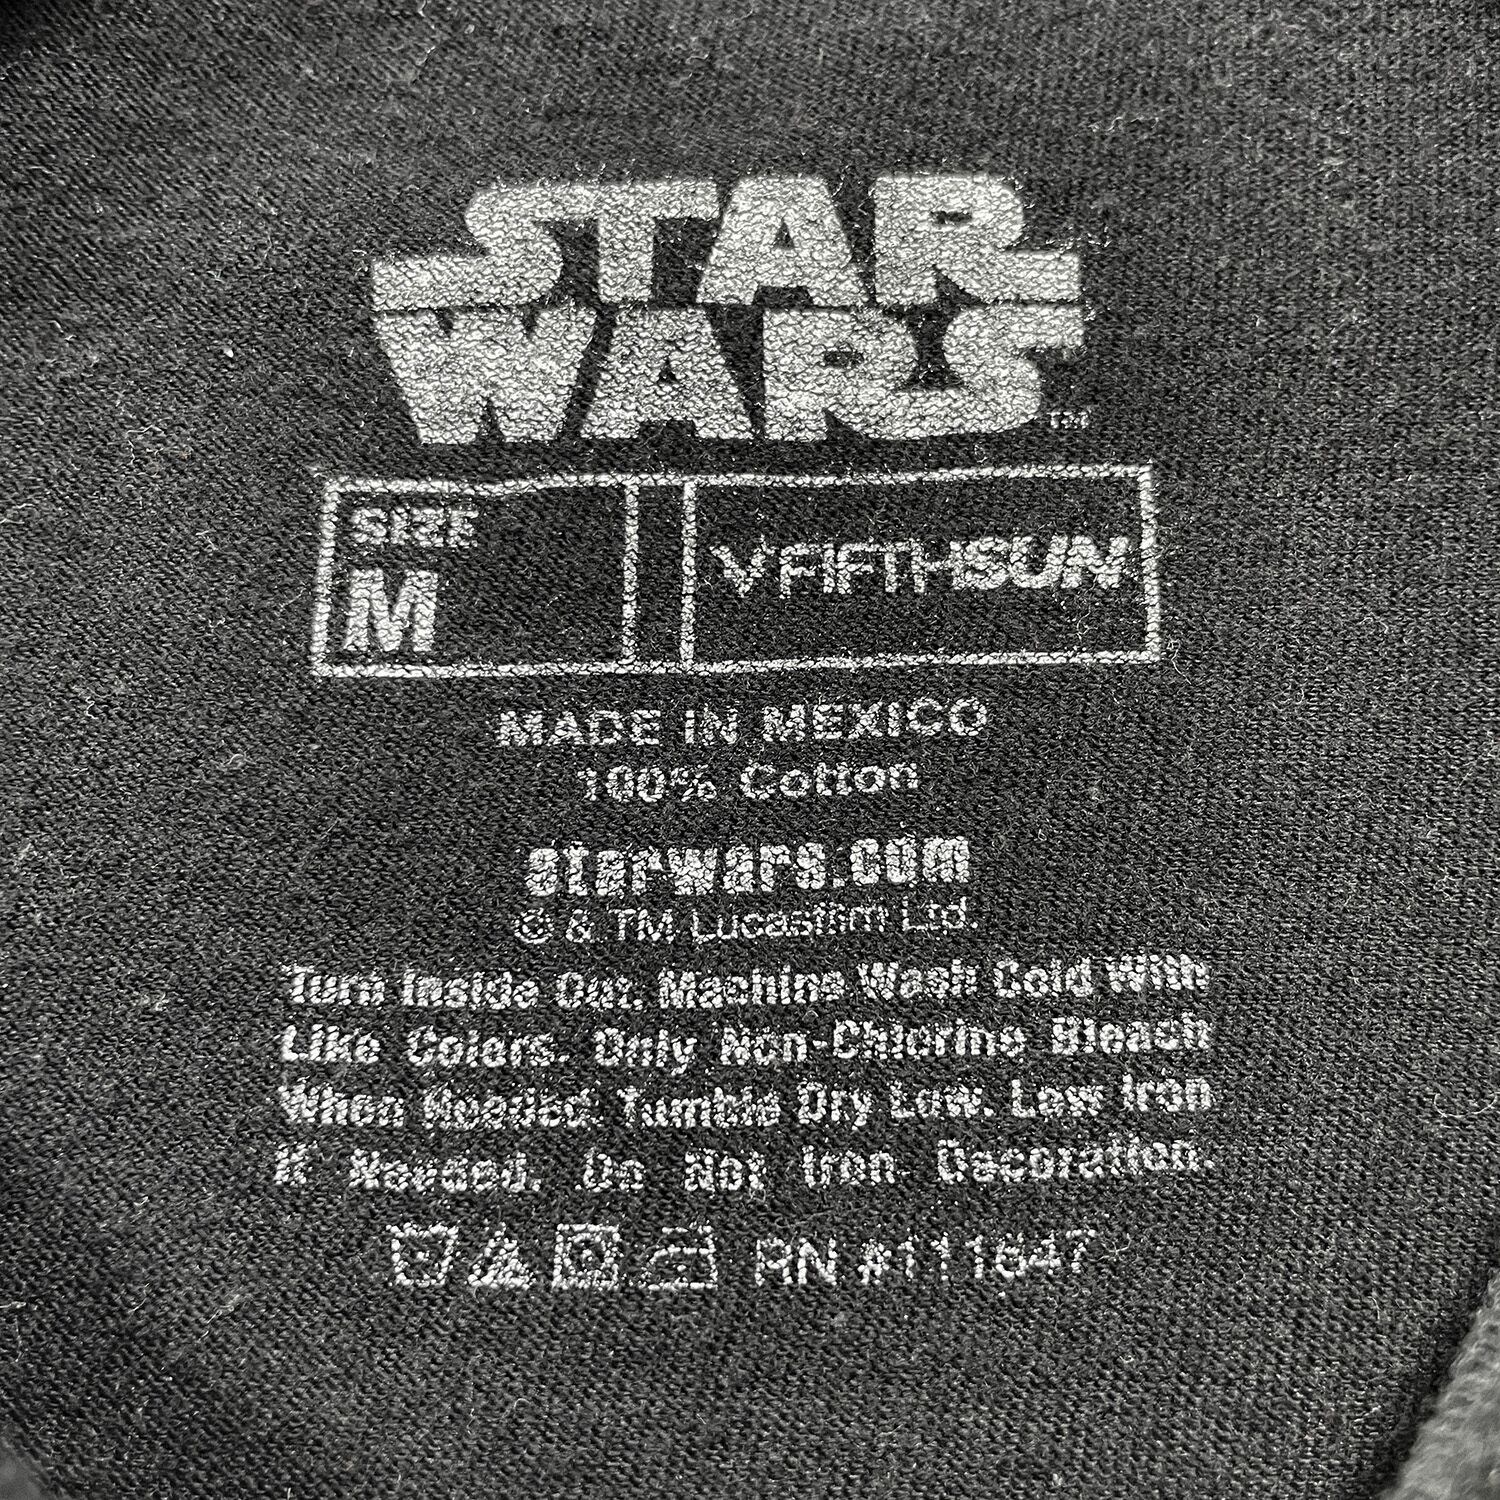 STAR
WARS
TM
SIZE
M
FIFTHSUN
MADE IN MEXICO
100% Cotton
starwars.com
© & TM Lucasfilm Ltd.
Turn Inside Out. Machine Wash Cold With
Like Colors. Only Non-Chlorine Bleach
When Needed. Tumble Dry Low. Low Iron
If Needed. Do Not Iron Decoration.
RN #111647